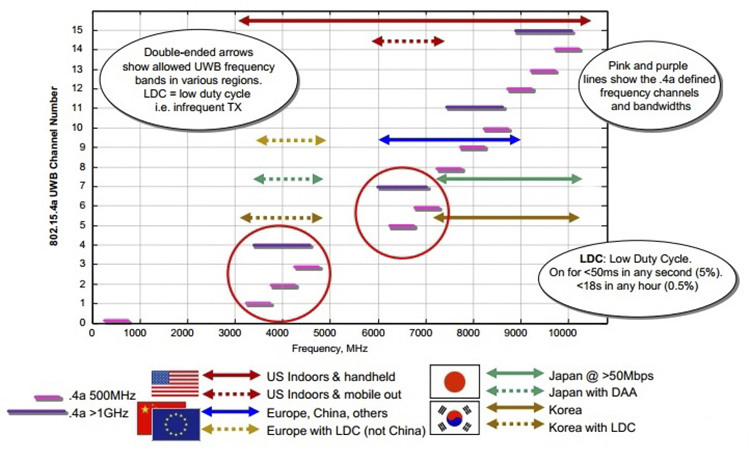 Double-ended arrows
show allowed UWB frequency
bands in various regions.
LDC = low duty cycle
i.e. infrequent TX
Pink and purple
lines show the .4a defined
frequency channels
and bandwidths
802.15.4a UWB Channel Number
15
14
13
12
11
10
9
8
7
6
5
4
3
2
1
0
LDC: Low Duty Cycle.
On for <50ms in any second (5%).
<18s in any hour (0.5%)
0 1000 2000 3000 4000 5000 6000 7000 8000 9000 10000
Frequency, MHz
.4a 500MHz
.4a >1GHz
US Indoors & handheld
US Indoors & mobile out
Europe, China, others
Europe with LDC (not China)
Japan @ >50Mbps
Japan with DAA
Korea
Korea with LDC